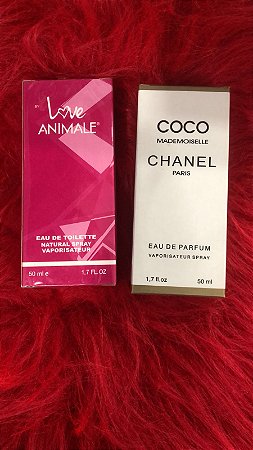 BY Love
ANIMALE®
EAU DE TOILETTE
NATURAL SPRAY
VAPORISATEUR
50 ml e 1,7 FL. OZ
COCO
MADEMOISELLE
CHANEL
PARIS
EAU DE PARFUM
VAPORISATEUR SPRAY
1,7 fl.oz 50 ml